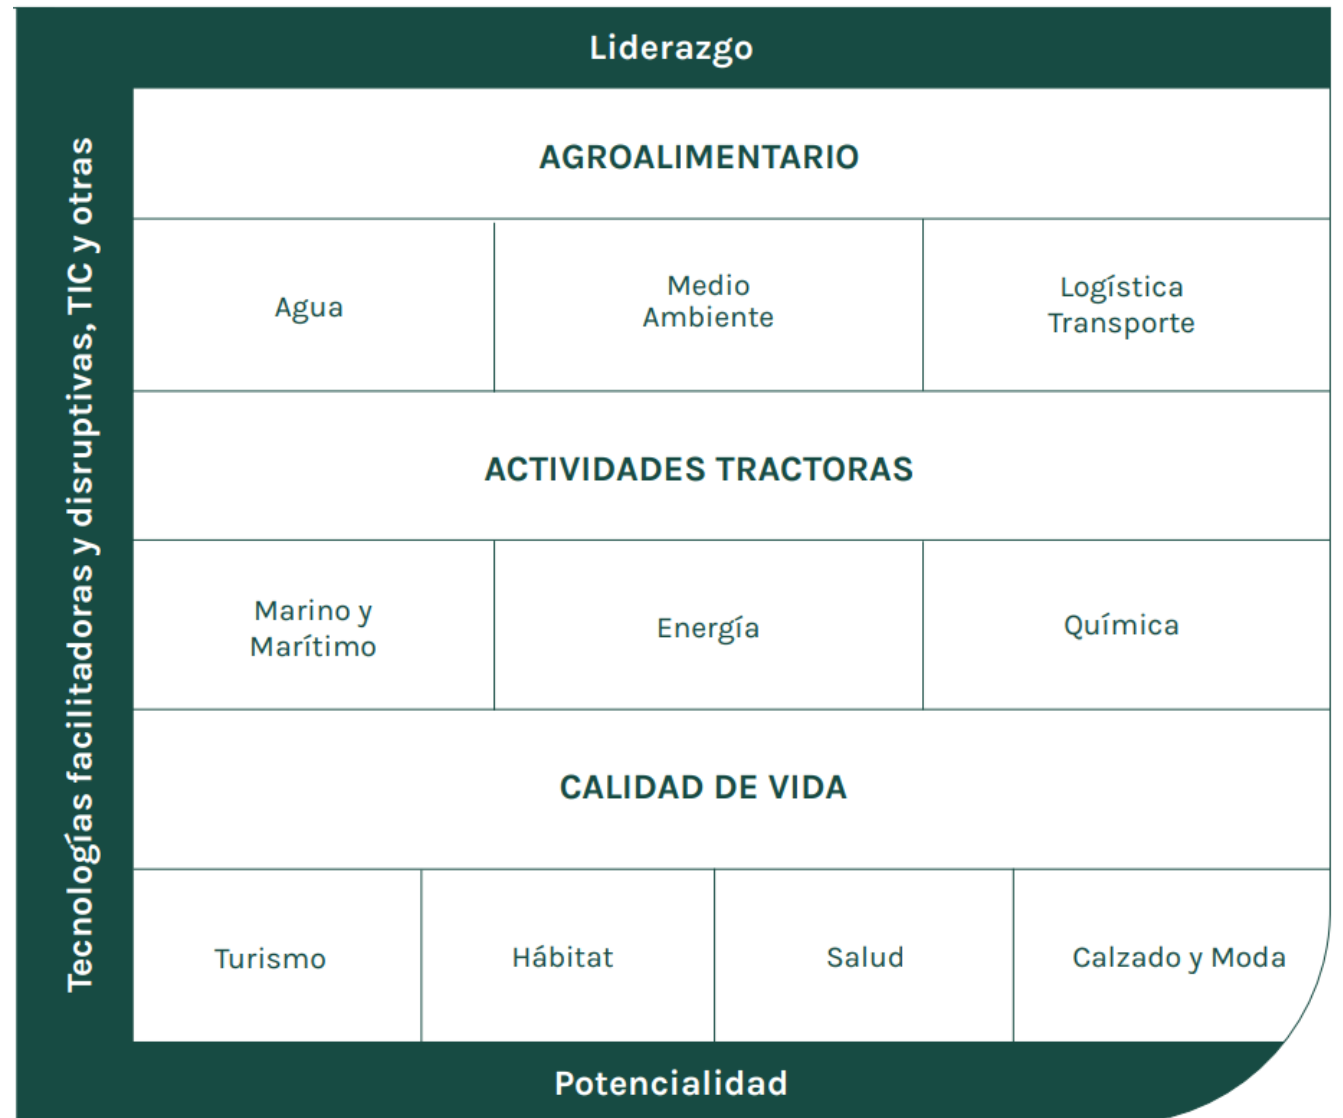 Liderazgo
Tecnologías facilitadoras y disruptivas, TIC y otras
AGROALIMENTARIO
Agua
Medio
Ambiente
Logística
Transporte
ACTIVIDADES TRACTORAS
Marino y
Marítimo
Energía
Química
CALIDAD DE VIDA
Turismo
Hábitat
Salud
Calzado y Moda
Potencialidad